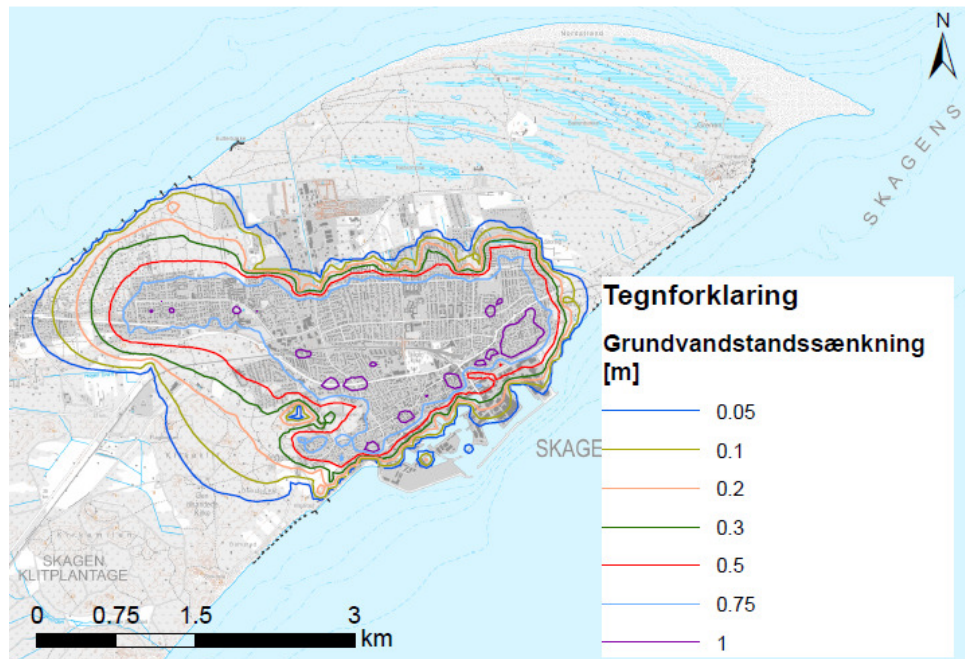 N
Nordstrand
SKAGENS
Tegnforklaring
Grundvandstandssænkning
[m]
0.05
0.1
0.2
0.3
0.5
0.75
1
SKAGE
SKAGEN
KLITPLANTAGE
0 0.75 1.5 3
km